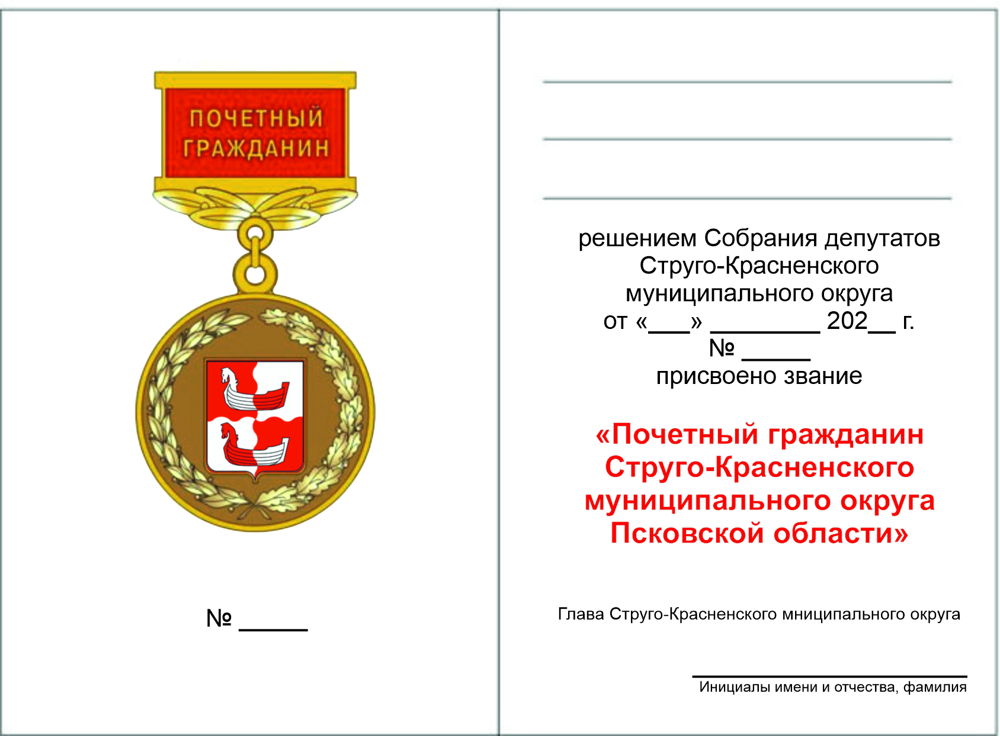 ПОЧЕТНЫЙ
ГРАЖДАНИН
№ _____
решением Собрания депутатов
Струго-Красненского
муниципального округа
от «___» ________ 202__ г.
№ _____
присвоено звание
«Почетный гражданин
Струго-Красненского
муниципального округа
Псковской области»
Глава Струго-Красненского мниципального округа
Инициалы имени и отчества, фамилия